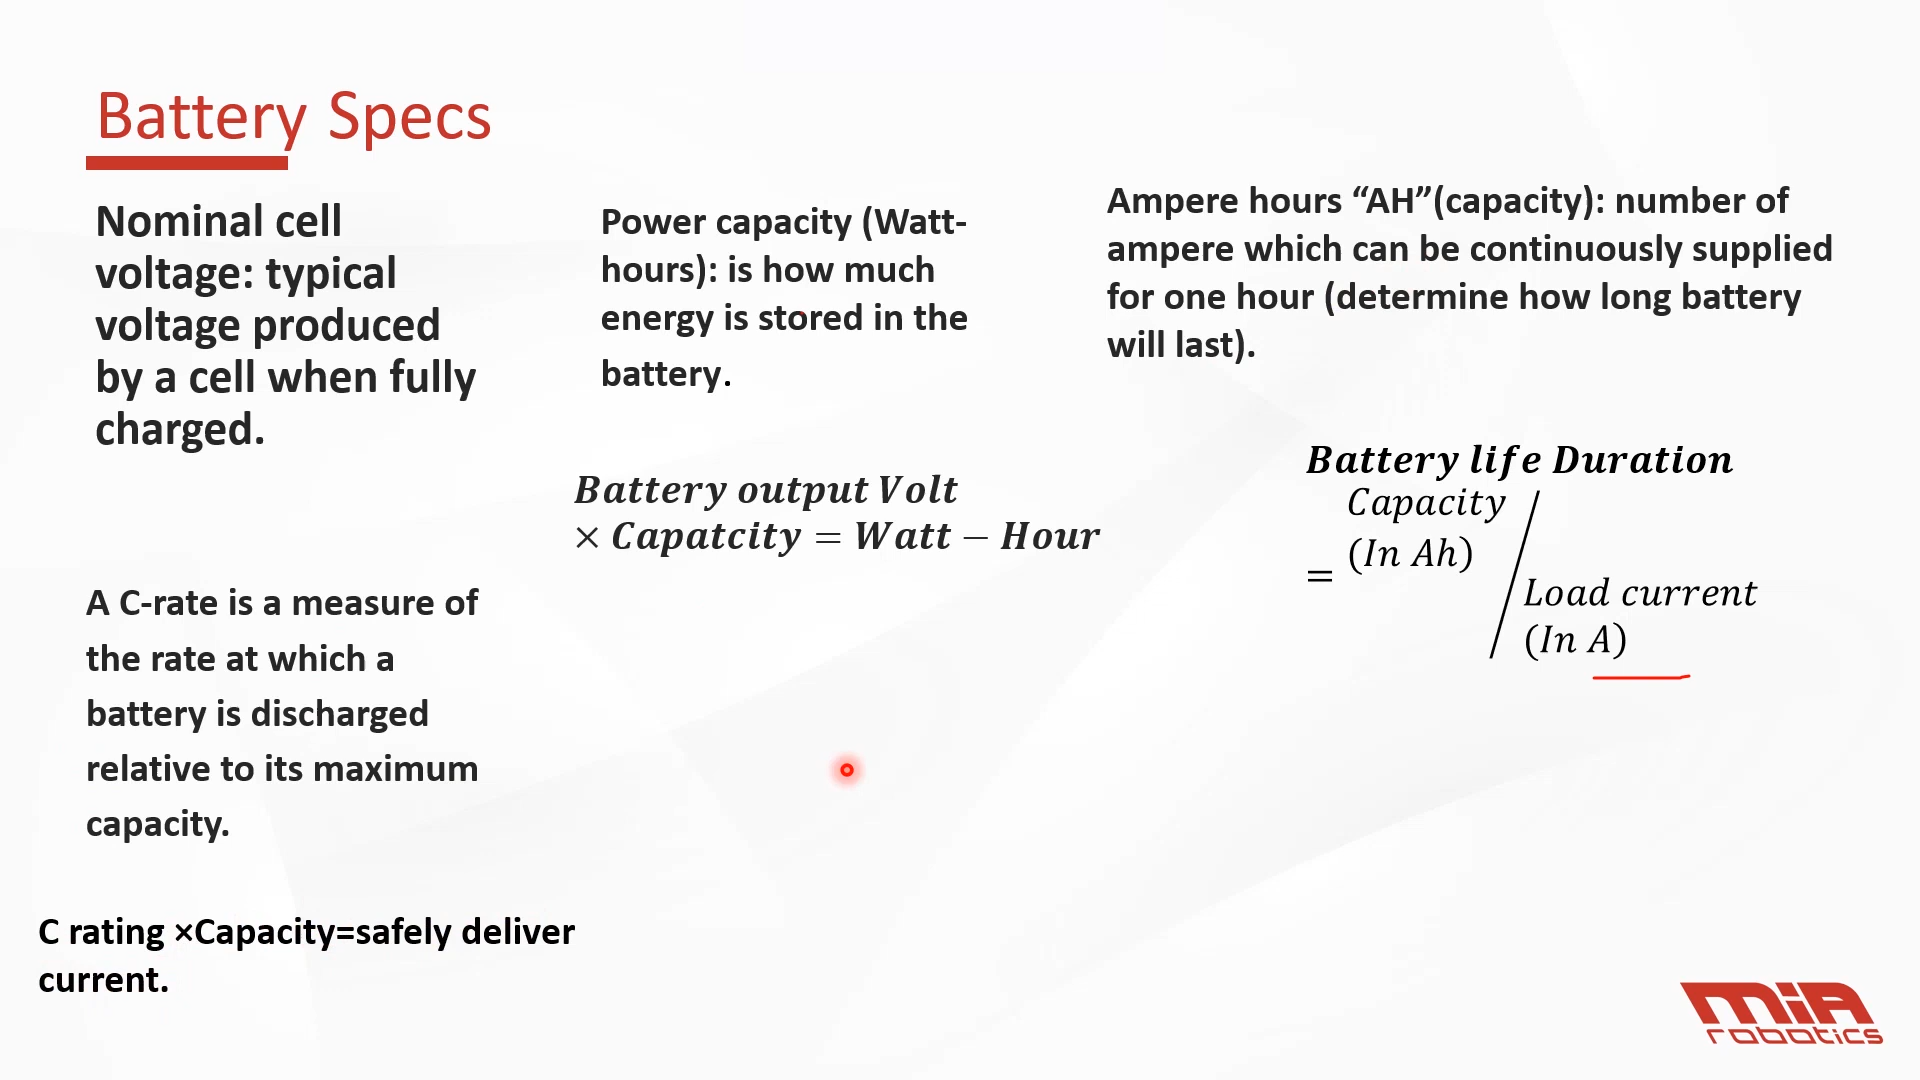 Battery Specs
Nominal cell
voltage: typical
voltage produced
by a cell when fully
charged.
A C-rate is a measure of
the rate at which a
battery is discharged
relative to its maximum
capacity.
C rating ×Capacity=safely deliver
current.
Power capacity (Watt-
hours): is how much
energy is stored in the
battery.
Battery output Volt
× Capatcity = Watt − Hour
Ampere hours “AH”(capacity): number of
ampere which can be continuously supplied
for one hour (determine how long battery
will last).
Battery life Duration
= Capacity
(In Ah)
/ Load current
(In A)
MiA
robotics